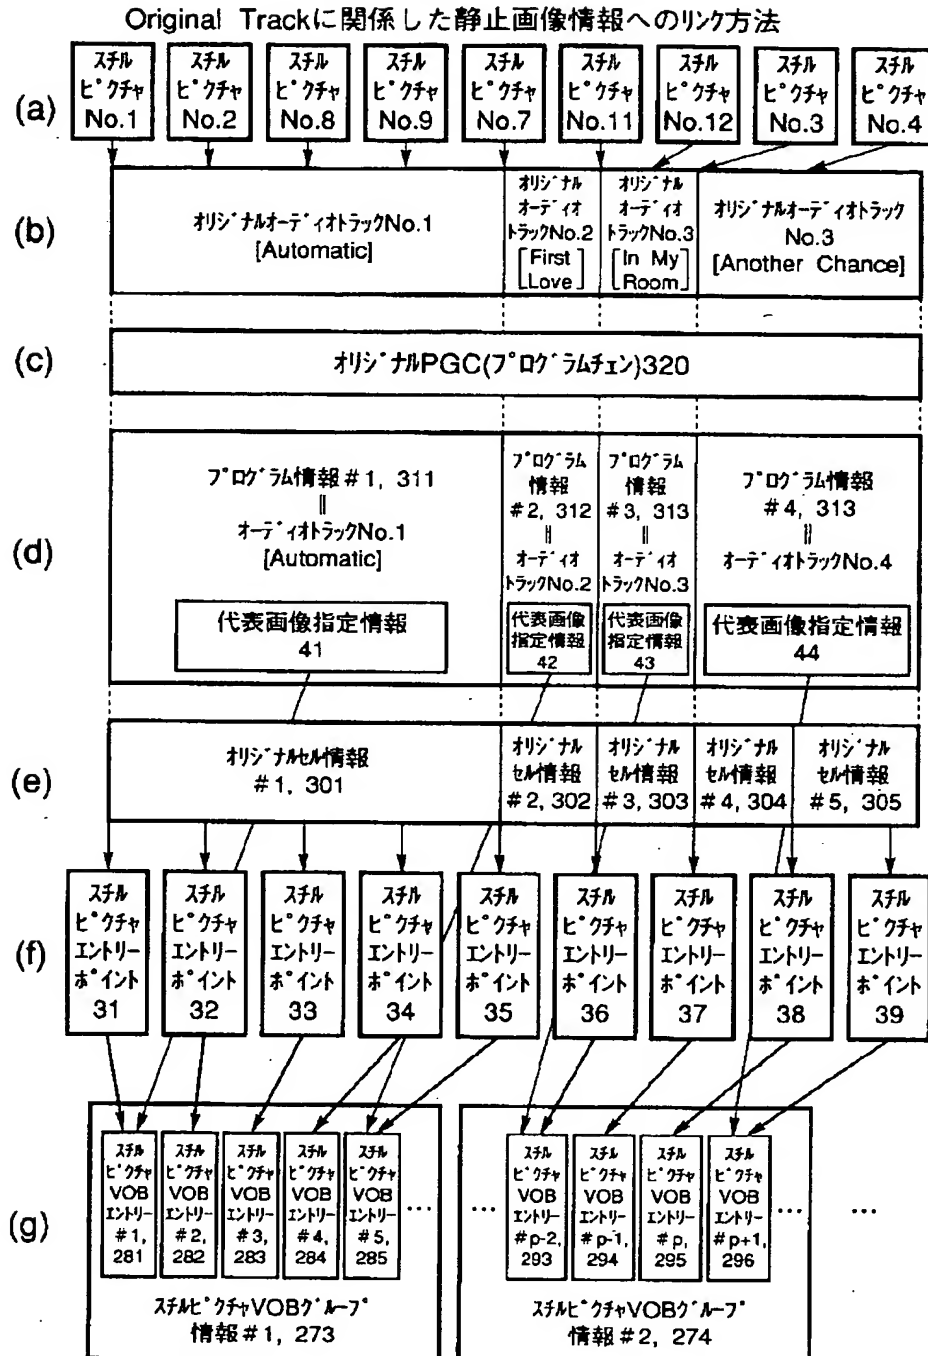 Original Trackに関係した静止画像情報へのリンク方法
(a)
スチル
ピクチャ
No.1
スチル
ピクチャ
No.2
スチル
ピクチャ
No.8
スチル
ピクチャ
No.9
スチル
ピクチャ
No.7
スチル
ピクチャ
No.11
スチル
ピクチャ
No.12
スチル
ピクチャ
No.3
スチル
ピクチャ
No.4
(b)
オリジナルオーディオトラックNo.1
[Automatic]
オリジナル
オーディオ
トラックNo.2
[First
Love]
オリジナル
オーディオ
トラックNo.3
[In My
Room]
オリジナルオーディオトラック
No.3
[Another Chance]
(c)
オリジナルPGC(プログラムチェン)320
(d)
プログラム情報#1, 311
||
オーディオトラックNo.1
[Automatic]
代表画像指定情報
41
プログラム
情報
#2, 312
||
オーディオ
トラックNo.2
代表画像
指定情報
42
プログラム
情報
#3, 313
||
オーディオ
トラックNo.3
代表画像
指定情報
43
プログラム情報
#4, 313
||
オーディオトラックNo.4
代表画像指定情報
44
(e)
オリジナルセル情報
#1, 301
オリジナル
セル情報
#2, 302
オリジナル
セル情報
#3, 303
オリジナル
セル情報
#4, 304
オリジナル
セル情報
#5, 305
(f)
スチル
ピクチャ
エントリー
ポイント
31
スチル
ピクチャ
エントリー
ポイント
32
スチル
ピクチャ
エントリー
ポイント
33
スチル
ピクチャ
エントリー
ポイント
34
スチル
ピクチャ
エントリー
ポイント
35
スチル
ピクチャ
エントリー
ポイント
36
スチル
ピクチャ
エントリー
ポイント
37
スチル
ピクチャ
エントリー
ポイント
38
スチル
ピクチャ
エントリー
ポイント
39
(g)
スチル
ピクチャ
VOB
エントリー
#1,
281
スチル
ピクチャ
VOB
エントリー
#2,
282
スチル
ピクチャ
VOB
エントリー
#3,
283
スチル
ピクチャ
VOB
エントリー
#4,
284
スチル
ピクチャ
VOB
エントリー
#5,
285
…
スチルピクチャVOBグループ
情報#1, 273
…
スチル
ピクチャ
VOB
エントリー
#p-2,
293
スチル
ピクチャ
VOB
エントリー
#p-1,
294
スチル
ピクチャ
VOB
エントリー
#p,
295
スチル
ピクチャ
VOB
エントリー
#p+1,
296
…
スチルピクチャVOBグループ
情報#2, 274
…